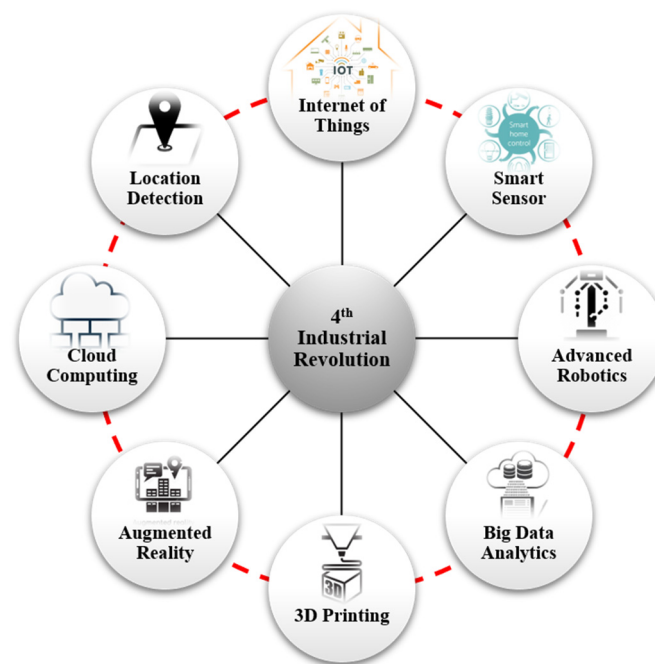 IOT
Internet of
Things
Smart
home
control
Smart
Sensor
Location
Detection
4th
Industrial
Revolution
Cloud
Computing
Advanced
Robotics
Augmented
Reality
Big Data
Analytics
3D
3D Printing